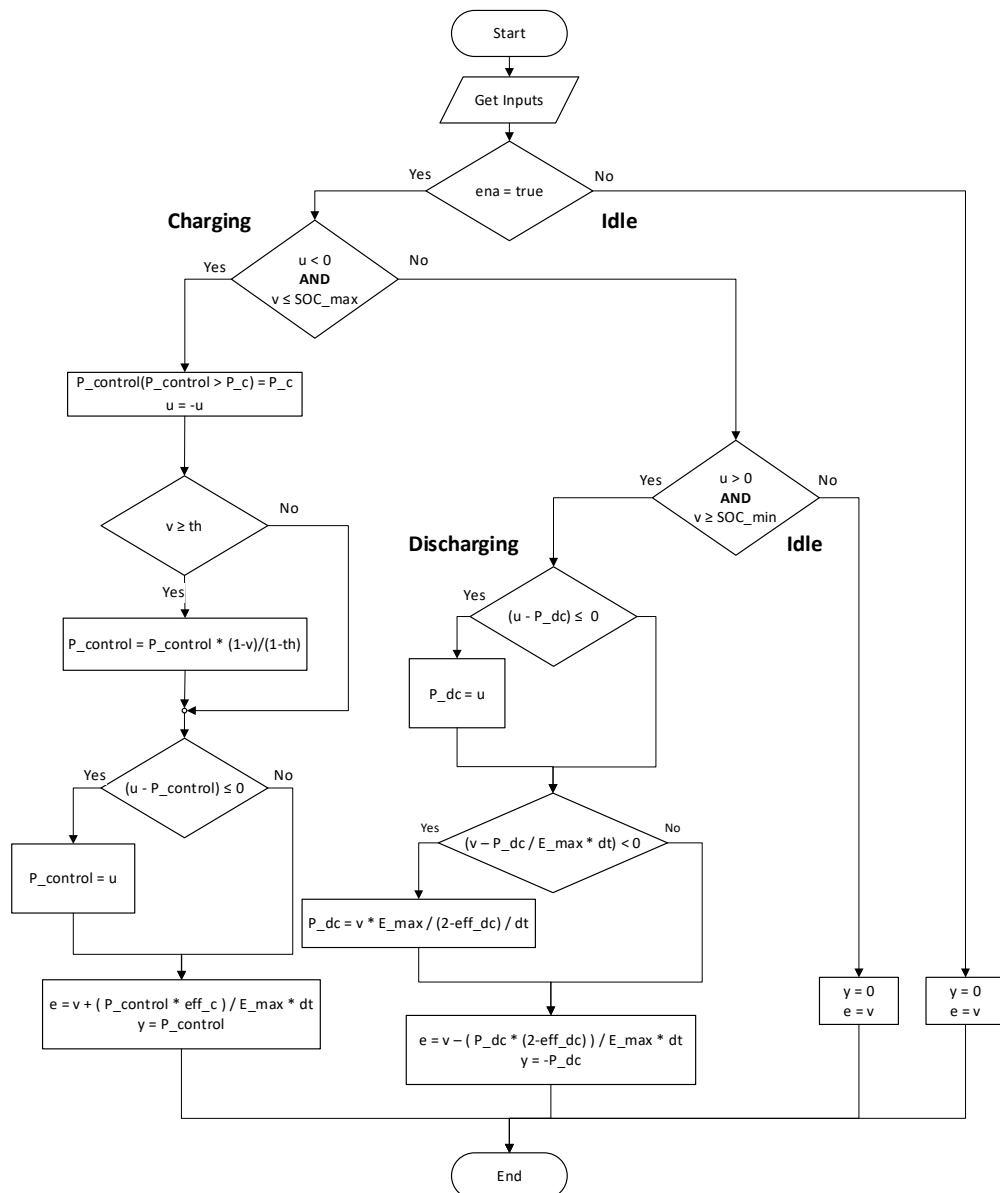 Start
Get Inputs
Yes
ena = true
No
Charging
Idle
Yes
u < 0
AND
v ≤ SOC_max
No
P_control(P_control > P_c) = P_c
u = -u
Yes
u > 0
AND
v ≥ SOC_min
No
v ≥ th
No
Yes
Discharging
Idle
Yes
(u - P_dc) ≤ 0
P_control = P_control * (1-v)/(1-th)
P_dc = u
Yes
(u - P_control) ≤ 0
No
Yes
(v – P_dc / E_max * dt) < 0
No
P_control = u
P_dc = v * E_max / (2-eff_dc) / dt
e = v + ( P_control * eff_c ) / E_max * dt
y = P_control
e = v – ( P_dc * (2-eff_dc) ) / E_max * dt
y = -P_dc
y = 0
e = v
y = 0
e = v
End